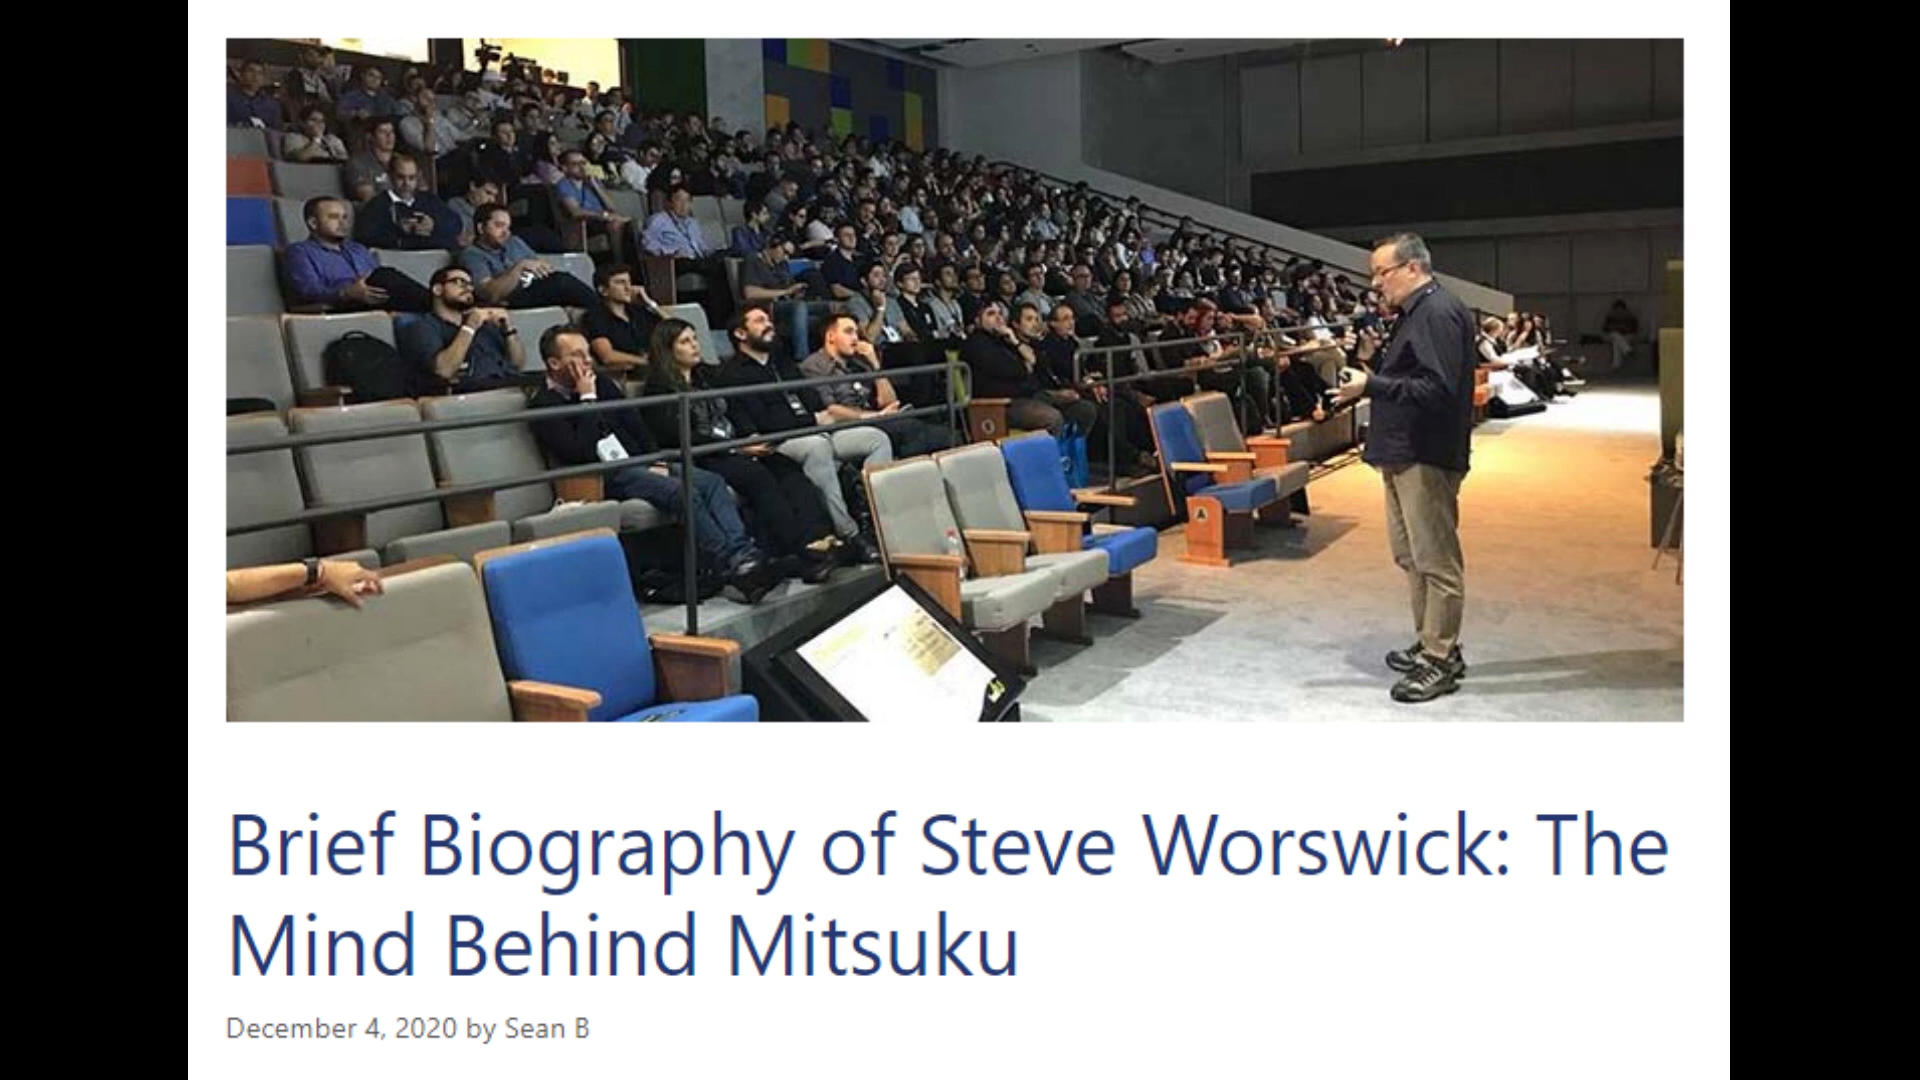 Brief Biography of Steve Worswick: The
Mind Behind Mitsuku
December 4, 2020 by Sean B